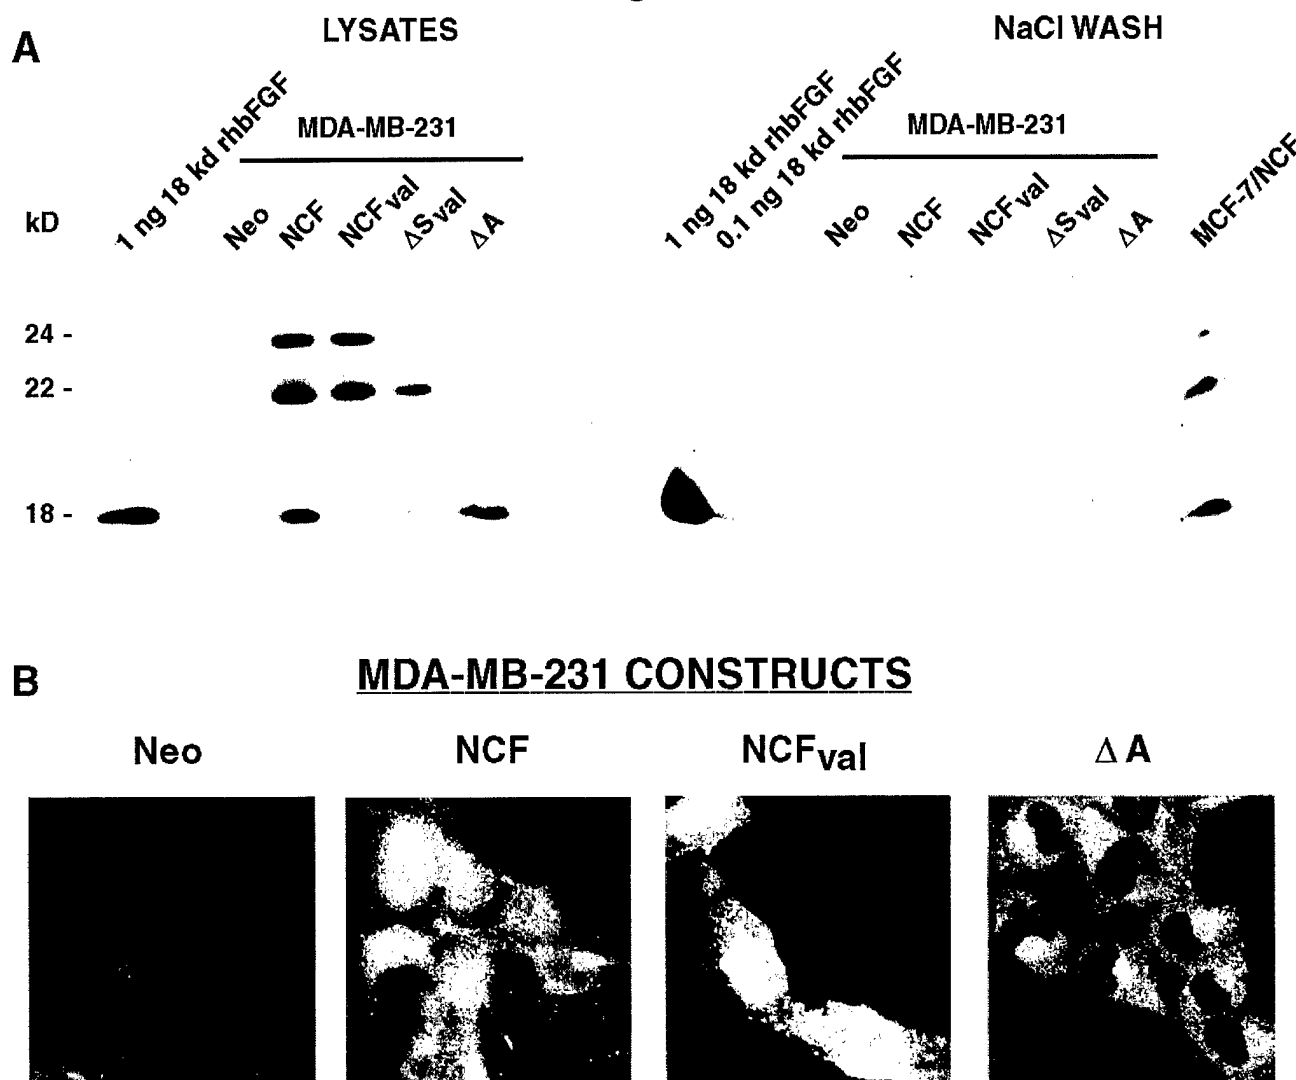 A
LYSATES
NaCl WASH
1 ng 18 kd rhbFGF
MDA-MB-231
1 ng 18 kd rhbFGF
0.1 ng 18 kd rhbFGF
MDA-MB-231
kD
Neo
NCF
NCFval
ΔSval
ΔA
Neo
NCF
NCFval
ΔSval
ΔA
MCF-7/NCF
24 -
22 -
18 -
B
MDA-MB-231 CONSTRUCTS
Neo
NCF
NCFval
Δ A